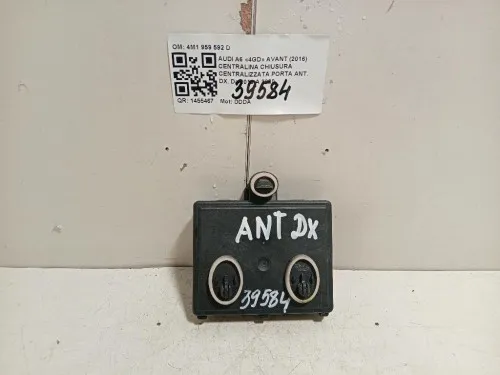 OM: 4M1 959 592 D
AUDI A6 «4GD» AVANT (2016)
CENTRALINA CHIUSURA
CENTRALIZZATA PORTA ANT.
DX.
39584
QR: 1455467
Mot: DDDA
ANT DX
39584